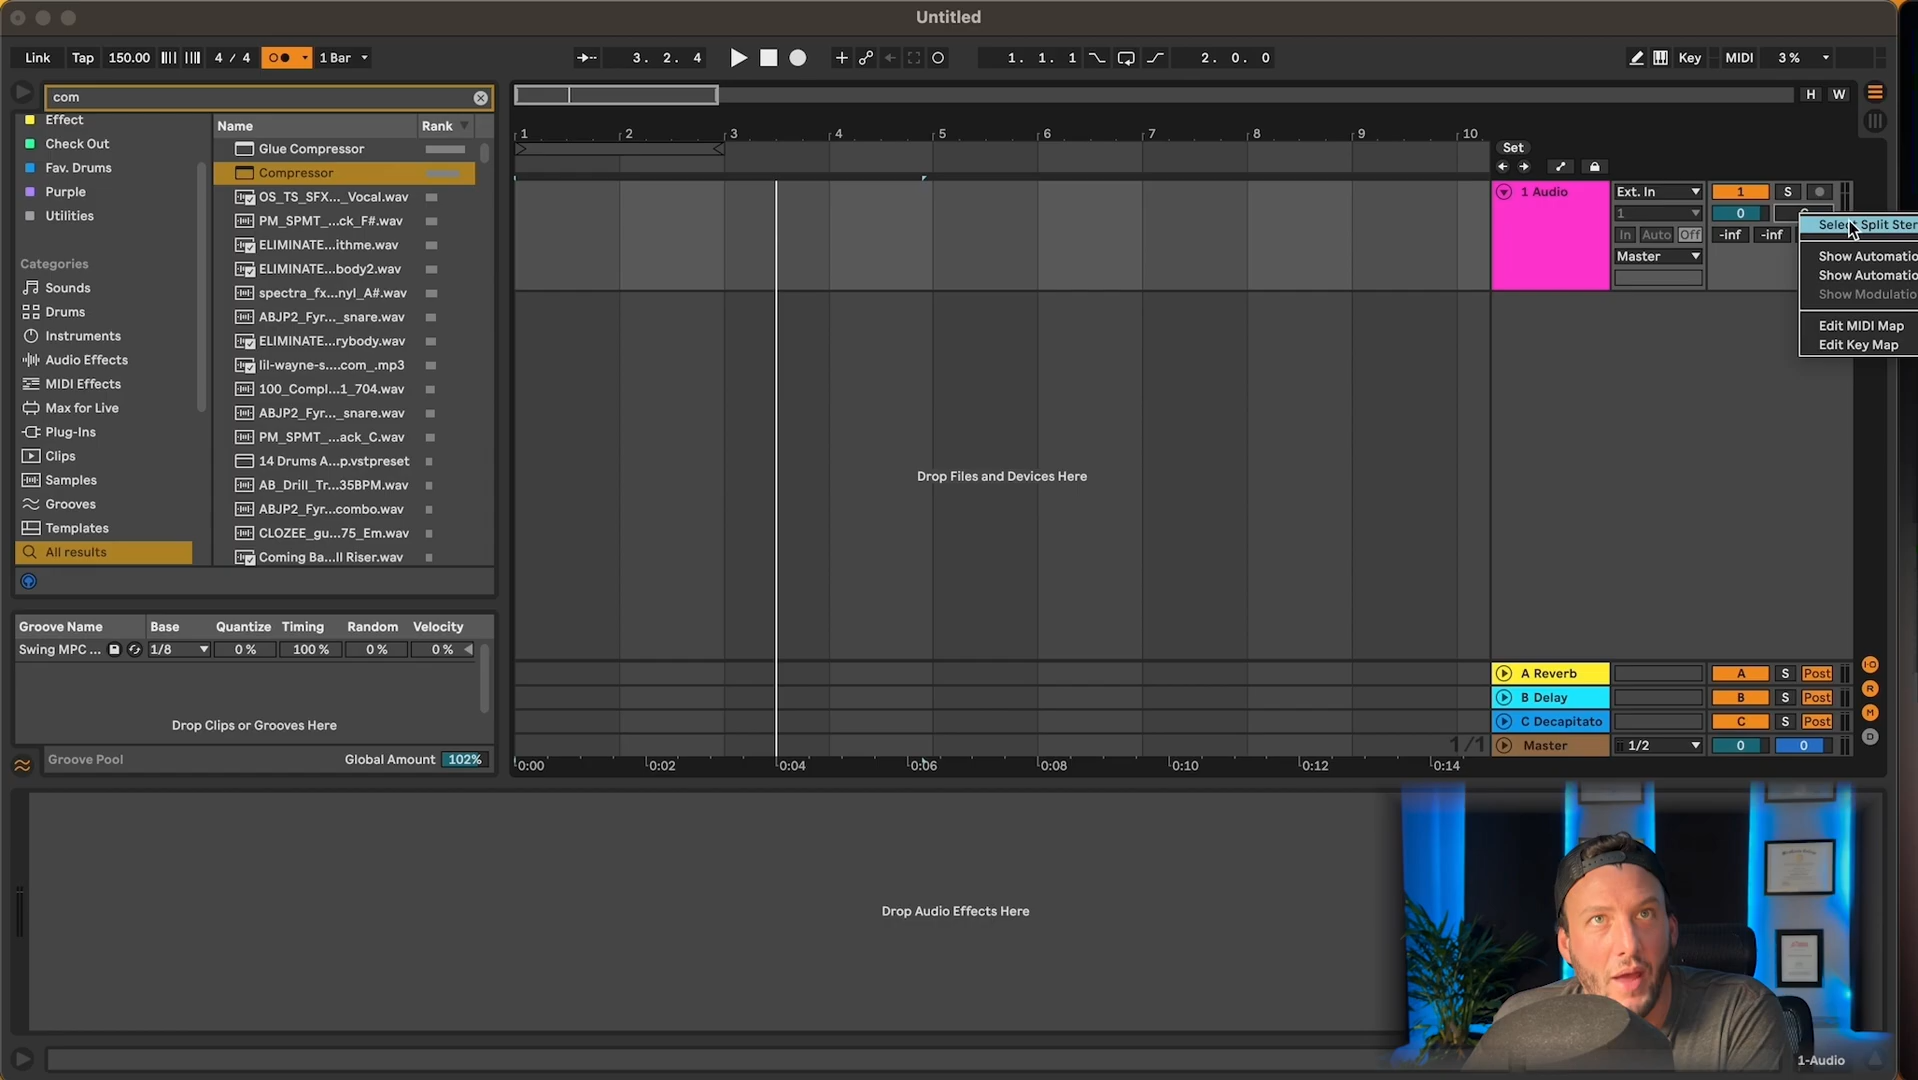 Untitled
Link Tap 150.00 4 / 4 1 Bar 3. 2. 4 1. 1. 1 2. 0. 0 Key MIDI 3 %
com
H W
Effect
Check Out
Fav. Drums
Purple
Utilities
Categories
Sounds
Drums
Instruments
Audio Effects
MIDI Effects
Max for Live
Plug-Ins
Clips
Samples
Grooves
Templates
All results
Name Rank
Glue Compressor
Compressor
OS_TS_SFX..._Vocal.wav
PM_SPMT_...ck_F#.wav
ELIMINATE...ithme.wav
ELIMINATE...body2.wav
spectra_fx...nyl_A#.wav
ABJP2_Fyr..._snare.wav
ELIMINATE...rybody.wav
lil-wayne-s....com_.mp3
100_Compl...1_704.wav
ABJP2_Fyr..._snare.wav
PM_SPMT_...ack_C.wav
14 Drums A...p.vstpreset
AB_Drill_Tr...35BPM.wav
ABJP2_Fyr...combo.wav
CLOZEE_gu...75_Em.wav
Coming Ba...ll Riser.wav
1 2 3 4 5 6 7 8 9 10
Set
1 Audio Ext. In 1 S
1 0
In Auto Off -inf -inf
Master
Select Split Ster
Show Automatio
Show Automatio
Show Modulatio
Edit MIDI Map
Edit Key Map
Drop Files and Devices Here
A Reverb A S Post
B Delay B S Post
C Decapitato C S Post
1/1 Master 1/2 0 0
I·O
R
M
D
0:00 0:02 0:04 0:06 0:08 0:10 0:12 0:14
Groove Name Base Quantize Timing Random Velocity
Swing MPC ... 1/8 0 % 100 % 0 % 0 %
Drop Clips or Grooves Here
Groove Pool Global Amount 102%
Drop Audio Effects Here
1-Audio